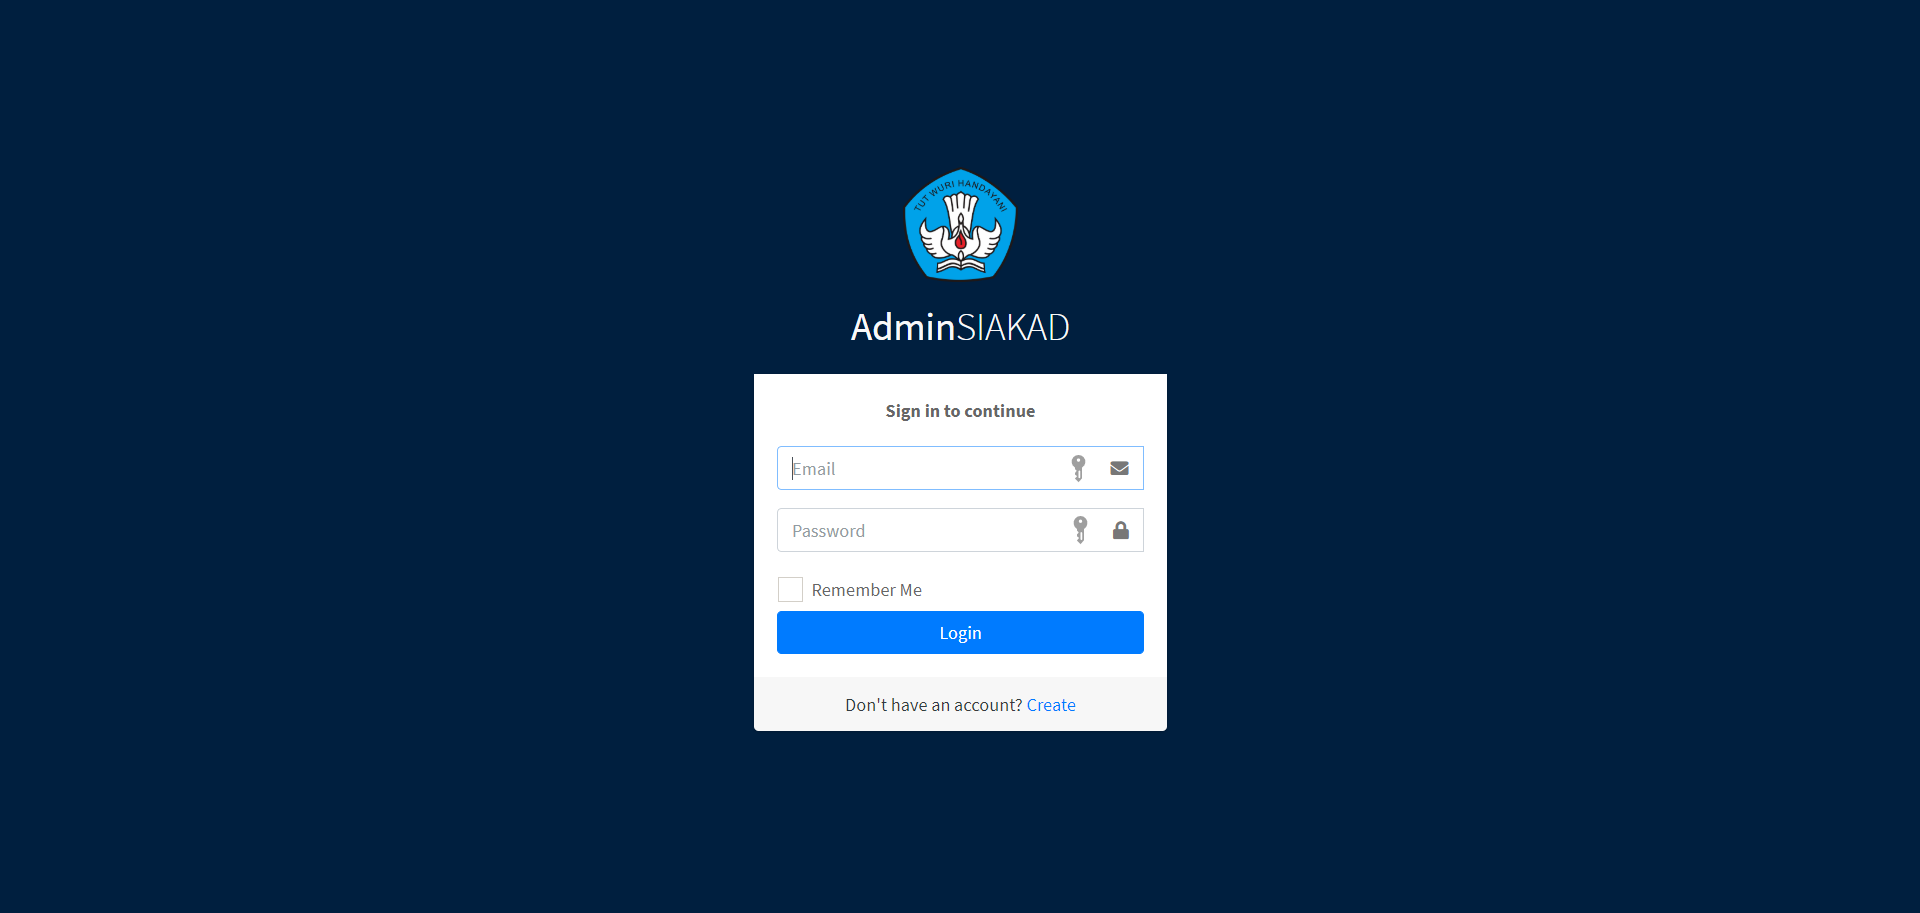 TUT WURI HANDAYANI
AdminSIAKAD
Sign in to continue
Email
Password
Remember Me
Login
Don't have an account? Create